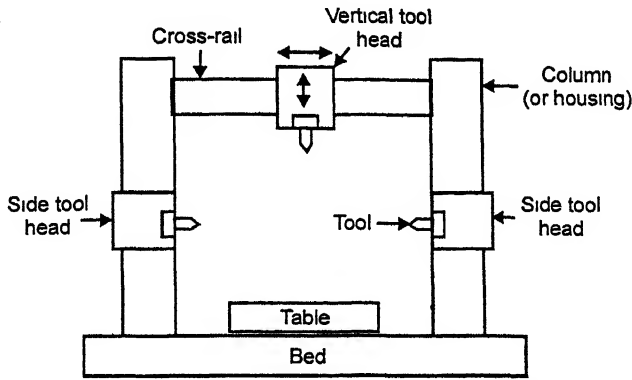 Vertical tool
head
Cross-rail
Column
(or housing)
Side tool
head
Tool
Side tool
head
Table
Bed